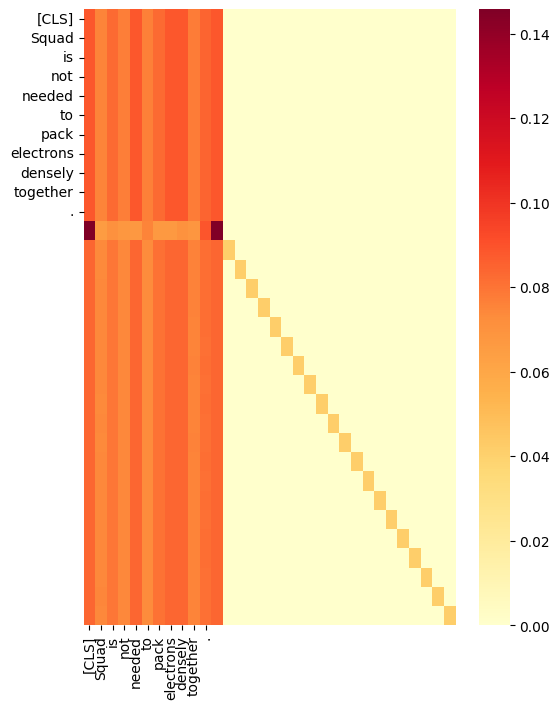 [CLS]
Squad
is
not
needed
to
pack
electrons
densely
together
.
0.14
0.12
0.10
0.08
0.06
0.04
0.02
0.00
[CLS]
Squad
is
not
needed
to
pack
electrons
densely
together
.